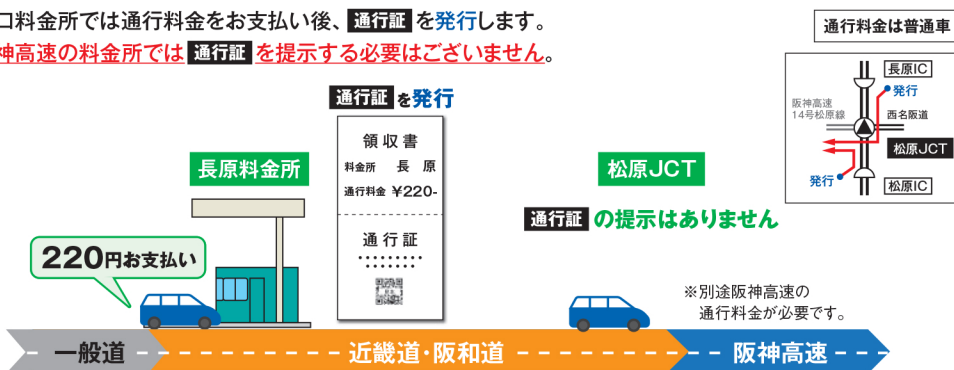 口料金所では通行料金をお支払い後、通行証を発行します。
神高速の料金所では通行証を提示する必要はございません。
通行料金は普通車
長原IC
発行
阪神高速
14号松原線
西名阪道
松原JCT
発行
松原IC
通行証を発行
領収書
料金所 長原
通行料金 ¥220-
通行証
長原料金所
松原JCT
通行証の提示はありません
220円お支払い
※別途阪神高速の
通行料金が必要です。
一般道
近畿道・阪和道
阪神高速